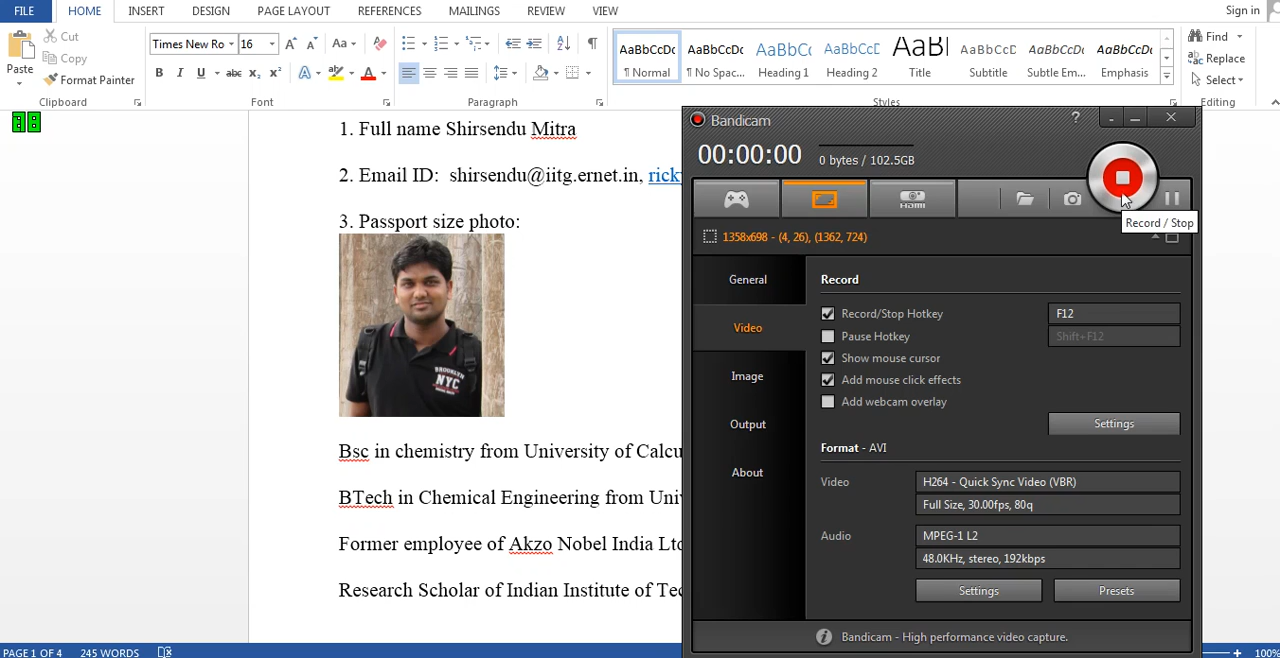 FILE HOME INSERT DESIGN PAGE LAYOUT REFERENCES MAILINGS REVIEW VIEW Sign in
Paste
Cut
Copy
Format Painter
Times New Ro 16
Aa
B I U abc x₂ x² A A
AaBbCcDc AaBbCcDc AaBbCc AaBbCcD AaBl AaBbCcD AaBbCcDc AaBbCcDc
¶ Normal ¶ No Spac... Heading 1 Heading 2 Title Subtitle Subtle Em... Emphasis
Find
Replace
Select
Clipboard Font Paragraph Styles Editing
18
1. Full name Shirsendu Mitra
2. Email ID: shirsendu@iitg.ernet.in, rick
3. Passport size photo:
BROOKLYN
NYC
Bsc in chemistry from University of Calcu
BTech in Chemical Engineering from Univ
Former employee of Akzo Nobel India Ltd
Research Scholar of Indian Institute of Tec
Bandicam
?
00:00:00 0 bytes / 102.5GB
HDMI
Record / Stop
1358x698 - (4, 26), (1362, 724)
General
Video
Image
Output
About
Record
Record/Stop Hotkey F12
Pause Hotkey Shift+F12
Show mouse cursor
Add mouse click effects
Add webcam overlay
Settings
Format - AVI
Video H264 - Quick Sync Video (VBR)
Full Size, 30.00fps, 80q
Audio MPEG-1 L2
48.0KHz, stereo, 192kbps
Settings Presets
Bandicam - High performance video capture.
PAGE 1 OF 4 245 WORDS 100%